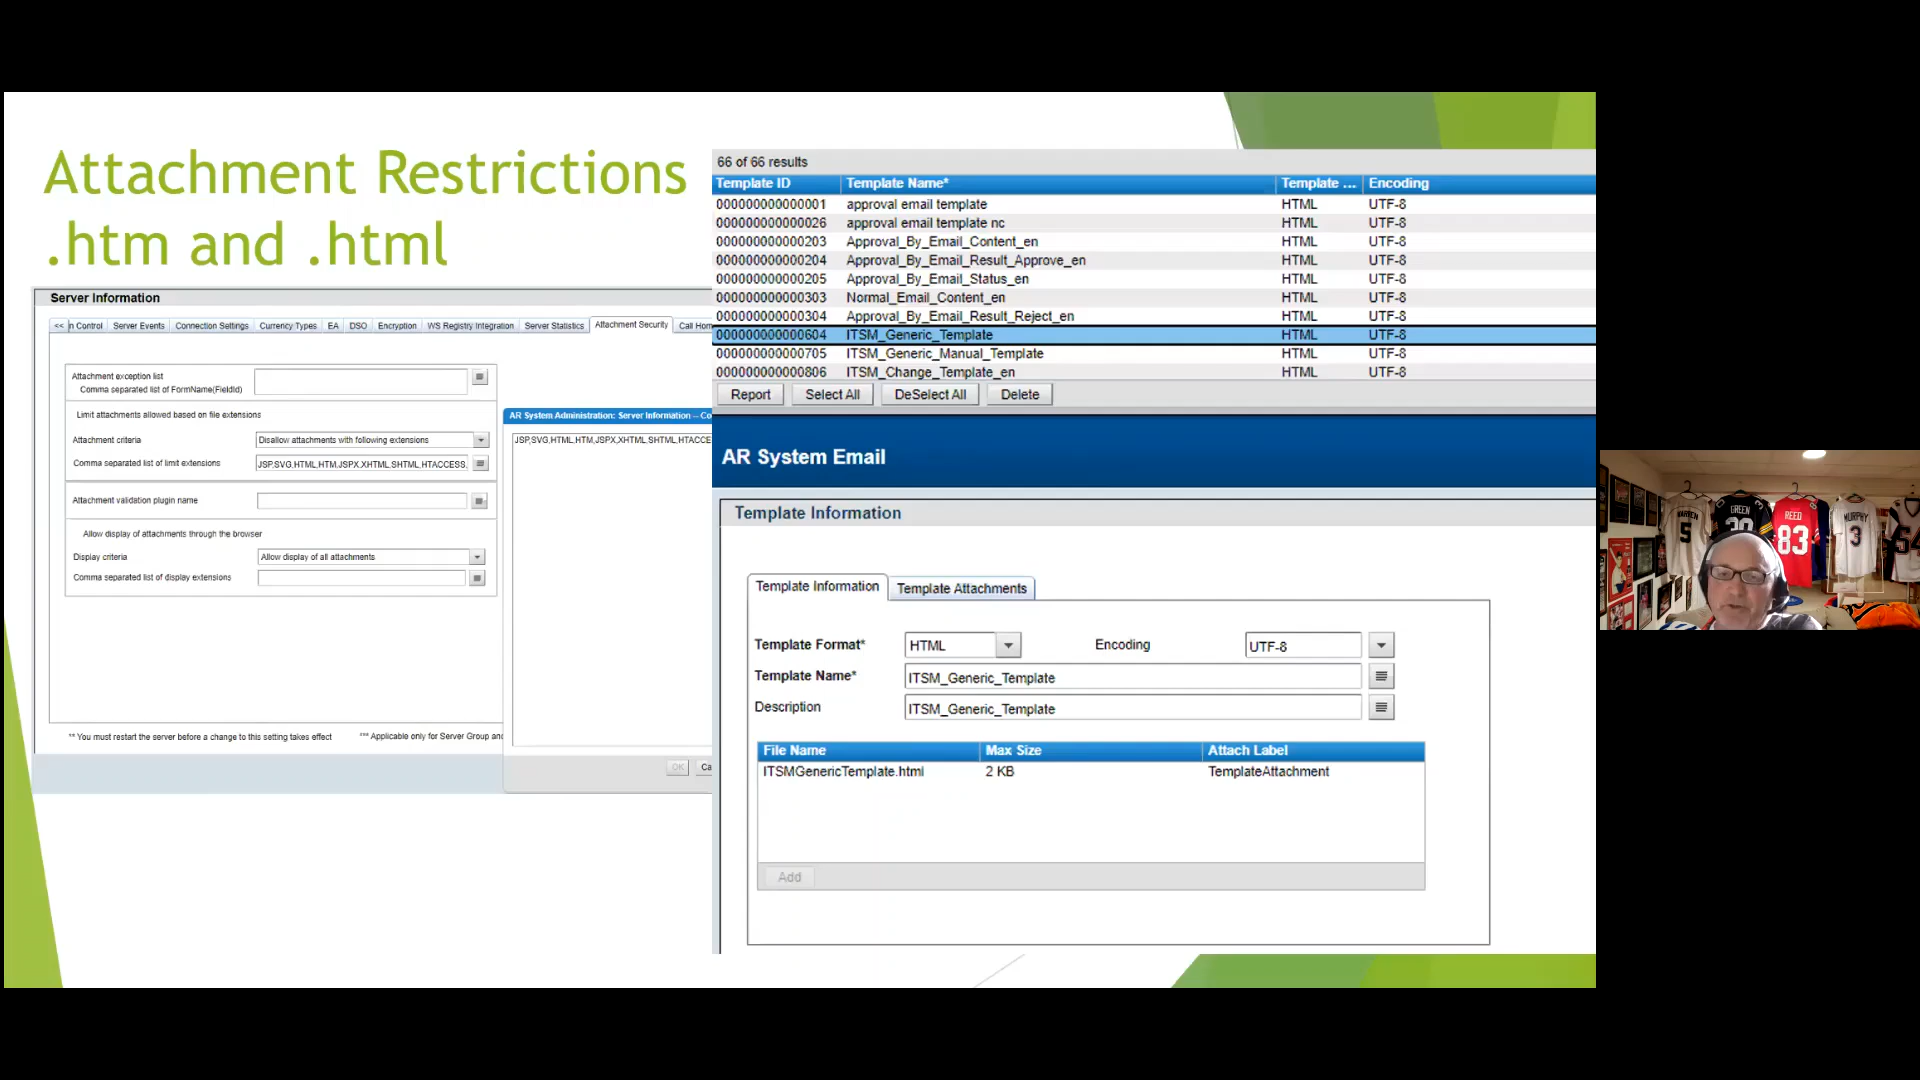 Attachment Restrictions
.htm and .html
Server Information
<< n Control Server Events Connection Settings Currency Types EA DSO Encryption WS Registry Integration Server Statistics Attachment Security Call Hom
Attachment exception list
Comma separated list of FormName(FieldId)
Limit attachments allowed based on file extensions
Attachment criteria Disallow attachments with following extensions
Comma separated list of limit extensions JSP,SVG,HTML,HTM,JSPX,XHTML,SHTML,HTACCESS,
Attachment validation plugin name
Allow display of attachments through the browser
Display criteria Allow display of all attachments
Comma separated list of display extensions
** You must restart the server before a change to this setting takes effect *** Applicable only for Server Group and
AR System Administration: Server Information -- Co
JSP,SVG,HTML,HTM,JSPX,XHTML,SHTML,HTACCE
OK Ca
66 of 66 results
Template ID Template Name* Template ... Encoding
000000000000001 approval email template HTML UTF-8
000000000000026 approval email template nc HTML UTF-8
000000000000203 Approval_By_Email_Content_en HTML UTF-8
000000000000204 Approval_By_Email_Result_Approve_en HTML UTF-8
000000000000205 Approval_By_Email_Status_en HTML UTF-8
000000000000303 Normal_Email_Content_en HTML UTF-8
000000000000304 Approval_By_Email_Result_Reject_en HTML UTF-8
000000000000604 ITSM_Generic_Template HTML UTF-8
000000000000705 ITSM_Generic_Manual_Template HTML UTF-8
000000000000806 ITSM_Change_Template_en HTML UTF-8
Report Select All DeSelect All Delete
AR System Email
Template Information
Template Information Template Attachments
Template Format* HTML Encoding UTF-8
Template Name* ITSM_Generic_Template
Description ITSM_Generic_Template
File Name Max Size Attach Label
ITSMGenericTemplate.html 2 KB TemplateAttachment
Add
WARREN
5
GREEN
REED
83
MURPHY
3
54